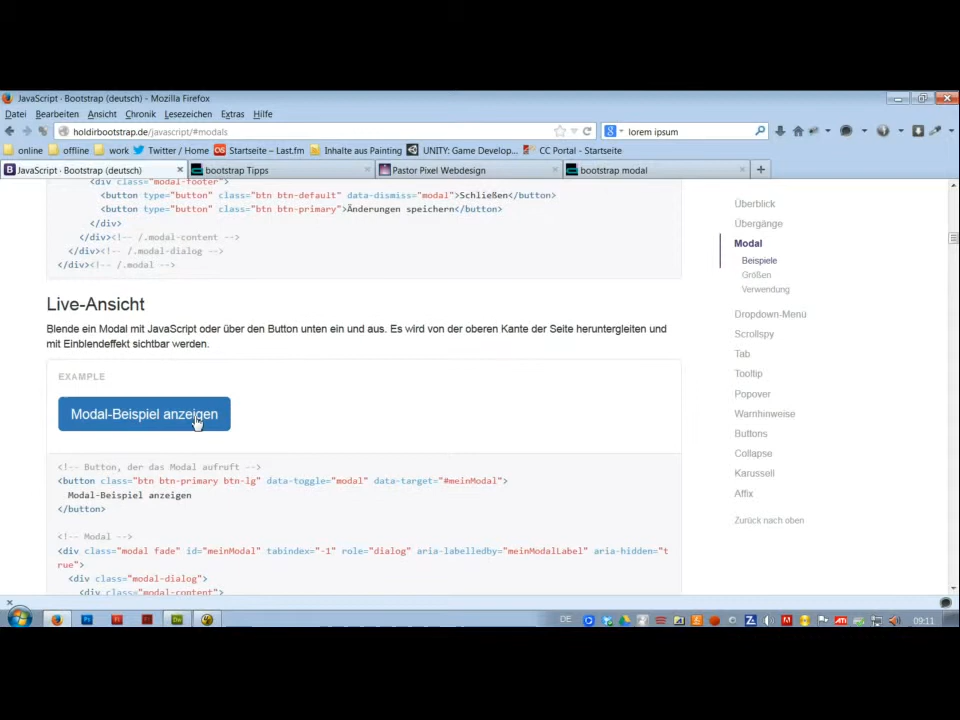 JavaScript · Bootstrap (deutsch) - Mozilla Firefox
Datei Bearbeiten Ansicht Chronik Lesezeichen Extras Hilfe
holdirbootstrap.de/javascript/#modals lorem ipsum
online offline work Twitter / Home Startseite – Last.fm Inhalte aus Painting UNITY: Game Develop... CC Portal - Startseite
JavaScript · Bootstrap (deutsch) bootstrap Tipps Pastor Pixel Webdesign bootstrap modal
<div class="modal-footer">
<button type="button" class="btn btn-default" data-dismiss="modal">Schließen</button>
<button type="button" class="btn btn-primary">Änderungen speichern</button>
</div>
</div><!-- /.modal-content -->
</div><!-- /.modal-dialog -->
</div><!-- /.modal -->
Live-Ansicht
Blende ein Modal mit JavaScript oder über den Button unten ein und aus. Es wird von der oberen Kante der Seite heruntergleiten und
mit Einblendeffekt sichtbar werden.
EXAMPLE
Modal-Beispiel anzeigen
<!-- Button, der das Modal aufruft -->
<button class="btn btn-primary btn-lg" data-toggle="modal" data-target="#meinModal">
Modal-Beispiel anzeigen
</button>
<!-- Modal -->
<div class="modal fade" id="meinModal" tabindex="-1" role="dialog" aria-labelledby="meinModalLabel" aria-hidden="t
rue">
<div class="modal-dialog">
<div class="modal-content">
Überblick
Übergänge
Modal
Beispiele
Größen
Verwendung
Dropdown-Menü
Scrollspy
Tab
Tooltip
Popover
Warnhinweise
Buttons
Collapse
Karussell
Affix
Zurück nach oben
DE 09:11